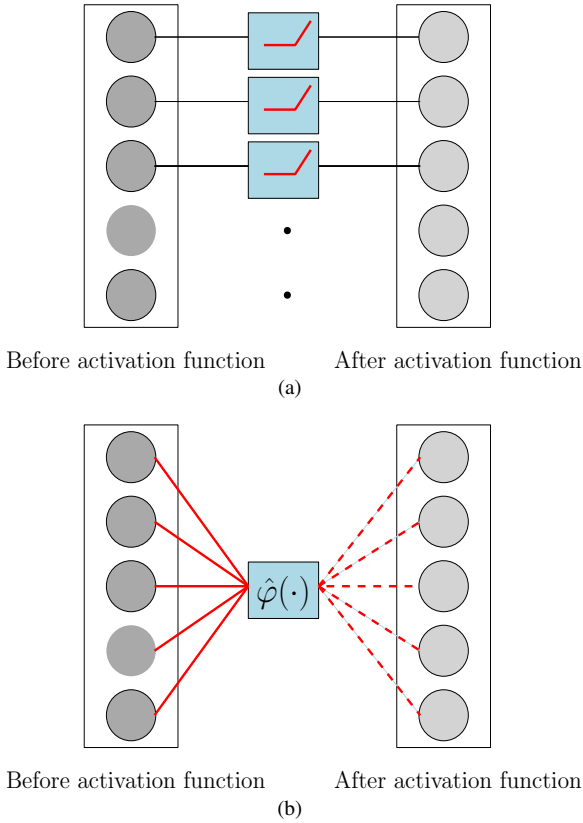 Before activation function After activation function
(a)
φ̂(·)
Before activation function After activation function
(b)